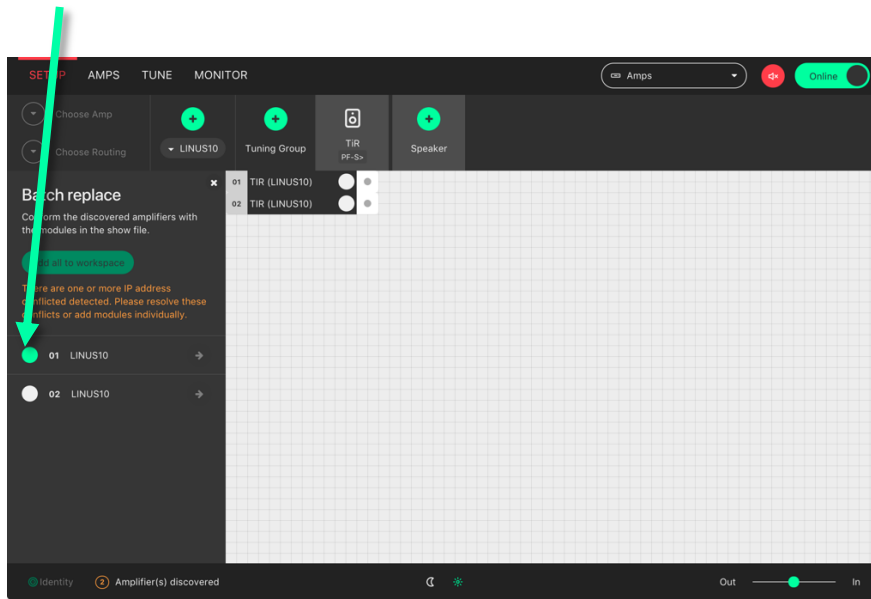 SETUP AMPS TUNE MONITOR
Amps
Online
Choose Amp
Choose Routing
LINUS10
Tuning Group
TiR
PF-S>
Speaker
Batch replace
Conform the discovered amplifiers with
the modules in the show file.
Add all to workspace
There are one or more IP address
conflicted detected. Please resolve these
conflicts or add modules individually.
01 LINUS10
02 LINUS10
01 TIR (LINUS10)
02 TIR (LINUS10)
Identity
2 Amplifier(s) discovered
Out
In